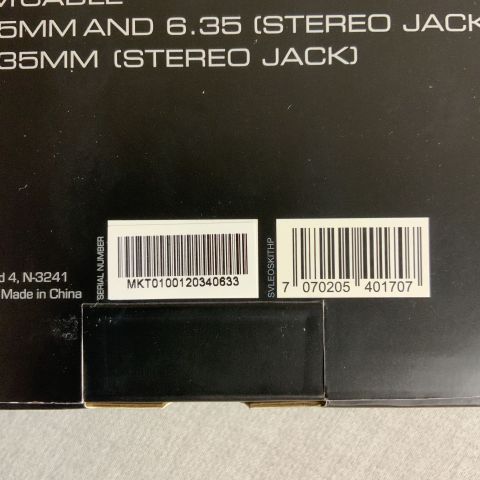 5MM AND 6.35 (STEREO JACK
.35MM (STEREO JACK)
SERIAL NUMBER
MKT0100120340633
SVLEOSKITHP
7 070205 401707
d 4, N-3241
Made in China